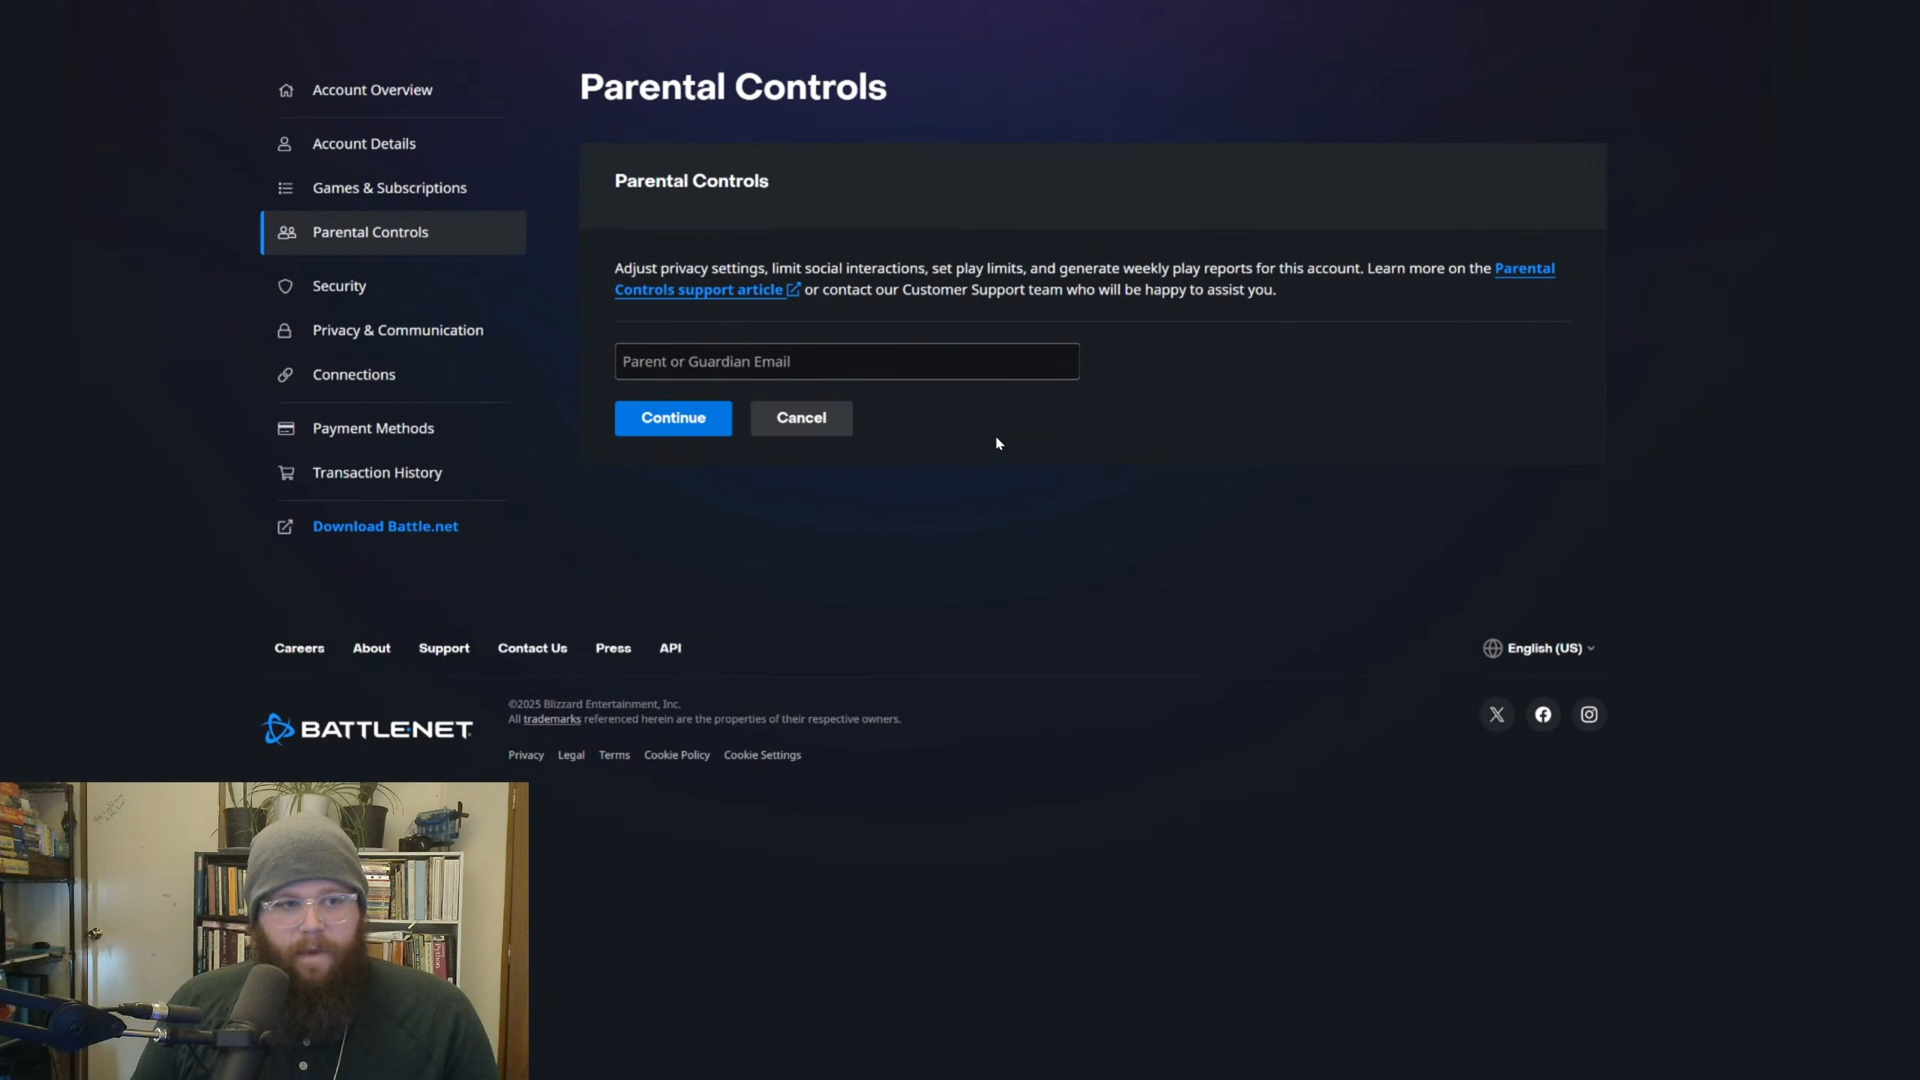 Account Overview
Account Details
Games & Subscriptions
Parental Controls
Security
Privacy & Communication
Connections
Payment Methods
Transaction History
Download Battle.net
Parental Controls
Parental Controls
Adjust privacy settings, limit social interactions, set play limits, and generate weekly play reports for this account. Learn more on the Parental
Controls support article or contact our Customer Support team who will be happy to assist you.
Parent or Guardian Email
Continue
Cancel
Careers
About
Support
Contact Us
Press
API
English (US)
BATTLE.NET
©2025 Blizzard Entertainment, Inc.
All trademarks referenced herein are the properties of their respective owners.
Privacy
Legal
Terms
Cookie Policy
Cookie Settings
Python